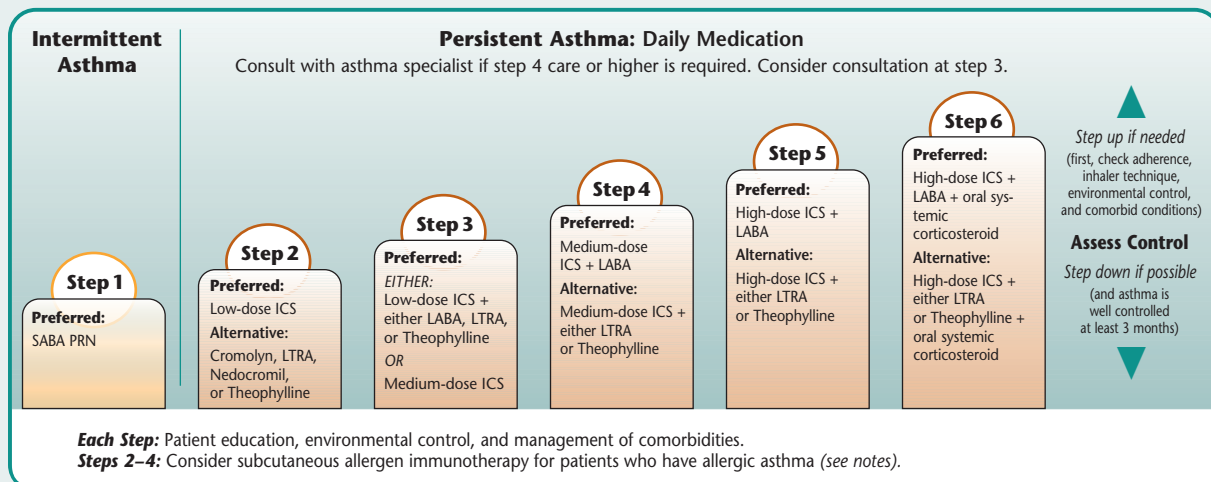 Intermittent
Asthma
Persistent Asthma: Daily Medication
Consult with asthma specialist if step 4 care or higher is required. Consider consultation at step 3.
Step 1
Preferred:
SABA PRN
Step 2
Preferred:
Low-dose ICS
Alternative:
Cromolyn, LTRA,
Nedocromil,
or Theophylline
Step 3
Preferred:
EITHER:
Low-dose ICS +
either LABA, LTRA,
or Theophylline
OR
Medium-dose ICS
Step 4
Preferred:
Medium-dose
ICS + LABA
Alternative:
Medium-dose ICS +
either LTRA
or Theophylline
Step 5
Preferred:
High-dose ICS +
LABA
Alternative:
High-dose ICS +
either LTRA
or Theophylline
Step 6
Preferred:
High-dose ICS +
LABA + oral sys-
temic
corticosteroid
Alternative:
High-dose ICS +
either LTRA
or Theophylline +
oral systemic
corticosteroid
Step up if needed
(first, check adherence,
inhaler technique,
environmental control,
and comorbid conditions)
Assess Control
Step down if possible
(and asthma is
well controlled
at least 3 months)
Each Step: Patient education, environmental control, and management of comorbidities.
Steps 2–4: Consider subcutaneous allergen immunotherapy for patients who have allergic asthma (see notes).